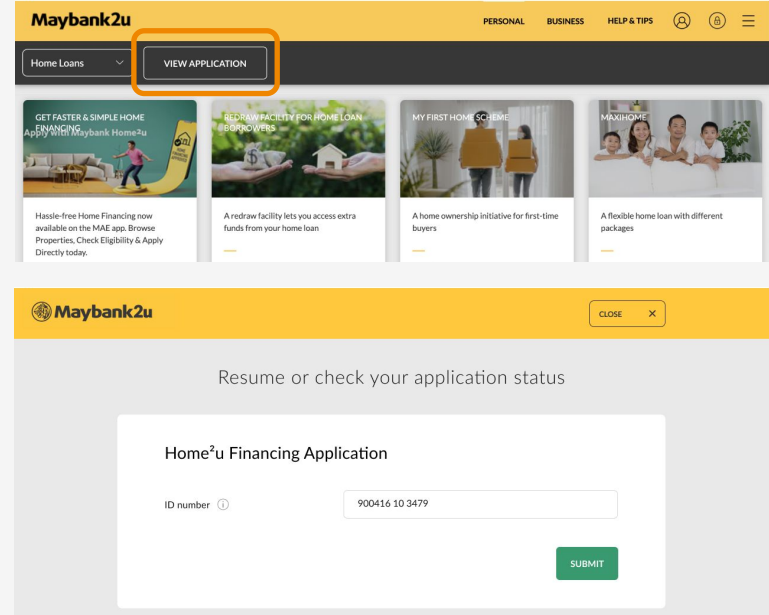 Maybank2u
PERSONAL BUSINESS HELP & TIPS
Home Loans VIEW APPLICATION
GET FASTER & SIMPLE HOME
FINANCING
Apply with Maybank Home²u
REDRAW FACILITY FOR HOME LOAN
BORROWERS
MY FIRST HOME SCHEME
MAXIHOME
Hassle-free Home Financing now
available on the MAE app. Browse
Properties, Check Eligibility & Apply
Directly today.
A redraw facility lets you access extra
funds from your home loan
A home ownership initiative for first-time
buyers
A flexible home loan with different
packages
Maybank2u
CLOSE X
Resume or check your application status
Home²u Financing Application
ID number 900416 10 3479
SUBMIT